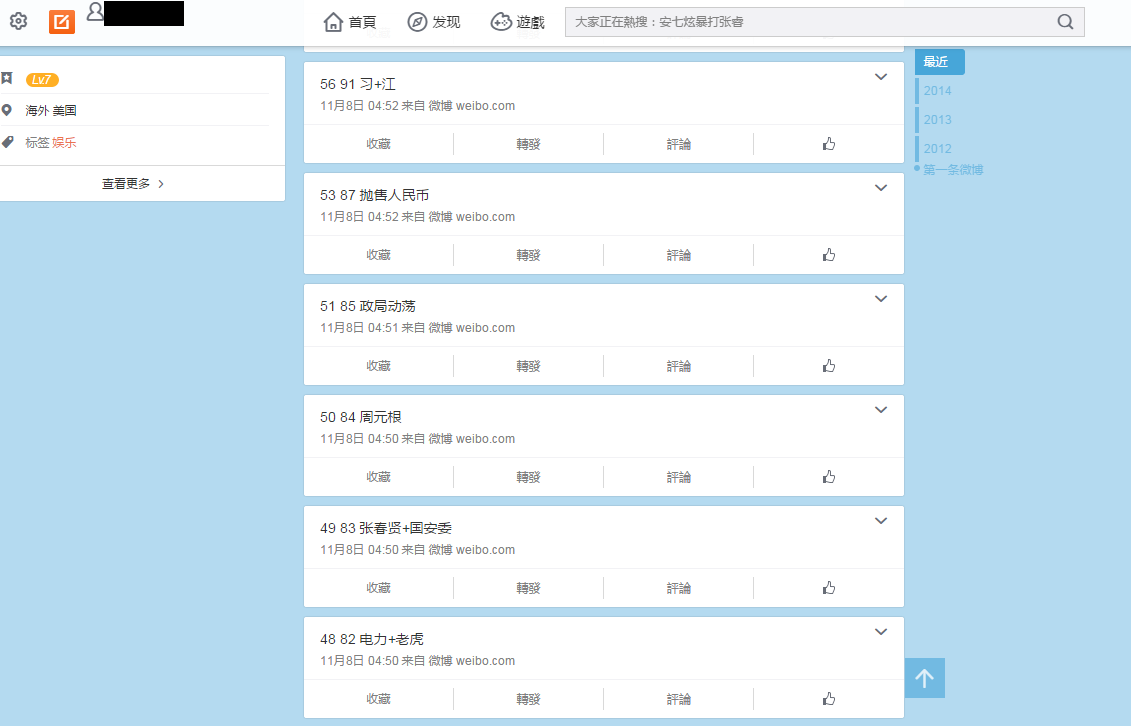 首頁 发现 遊戲 大家正在熱搜：安七炫暴打张睿
Lv7
海外 美国
标签 娱乐
查看更多
56 91 习+江
11月8日 04:52 来自 微博 weibo.com
收藏 轉發 評論
53 87 抛售人民币
11月8日 04:52 来自 微博 weibo.com
收藏 轉發 評論
51 85 政局动荡
11月8日 04:51 来自 微博 weibo.com
收藏 轉發 評論
50 84 周元根
11月8日 04:50 来自 微博 weibo.com
收藏 轉發 評論
49 83 张春贤+国安委
11月8日 04:50 来自 微博 weibo.com
收藏 轉發 評論
48 82 电力+老虎
11月8日 04:50 来自 微博 weibo.com
收藏 轉發 評論
最近
2014
2013
2012
第一条微博